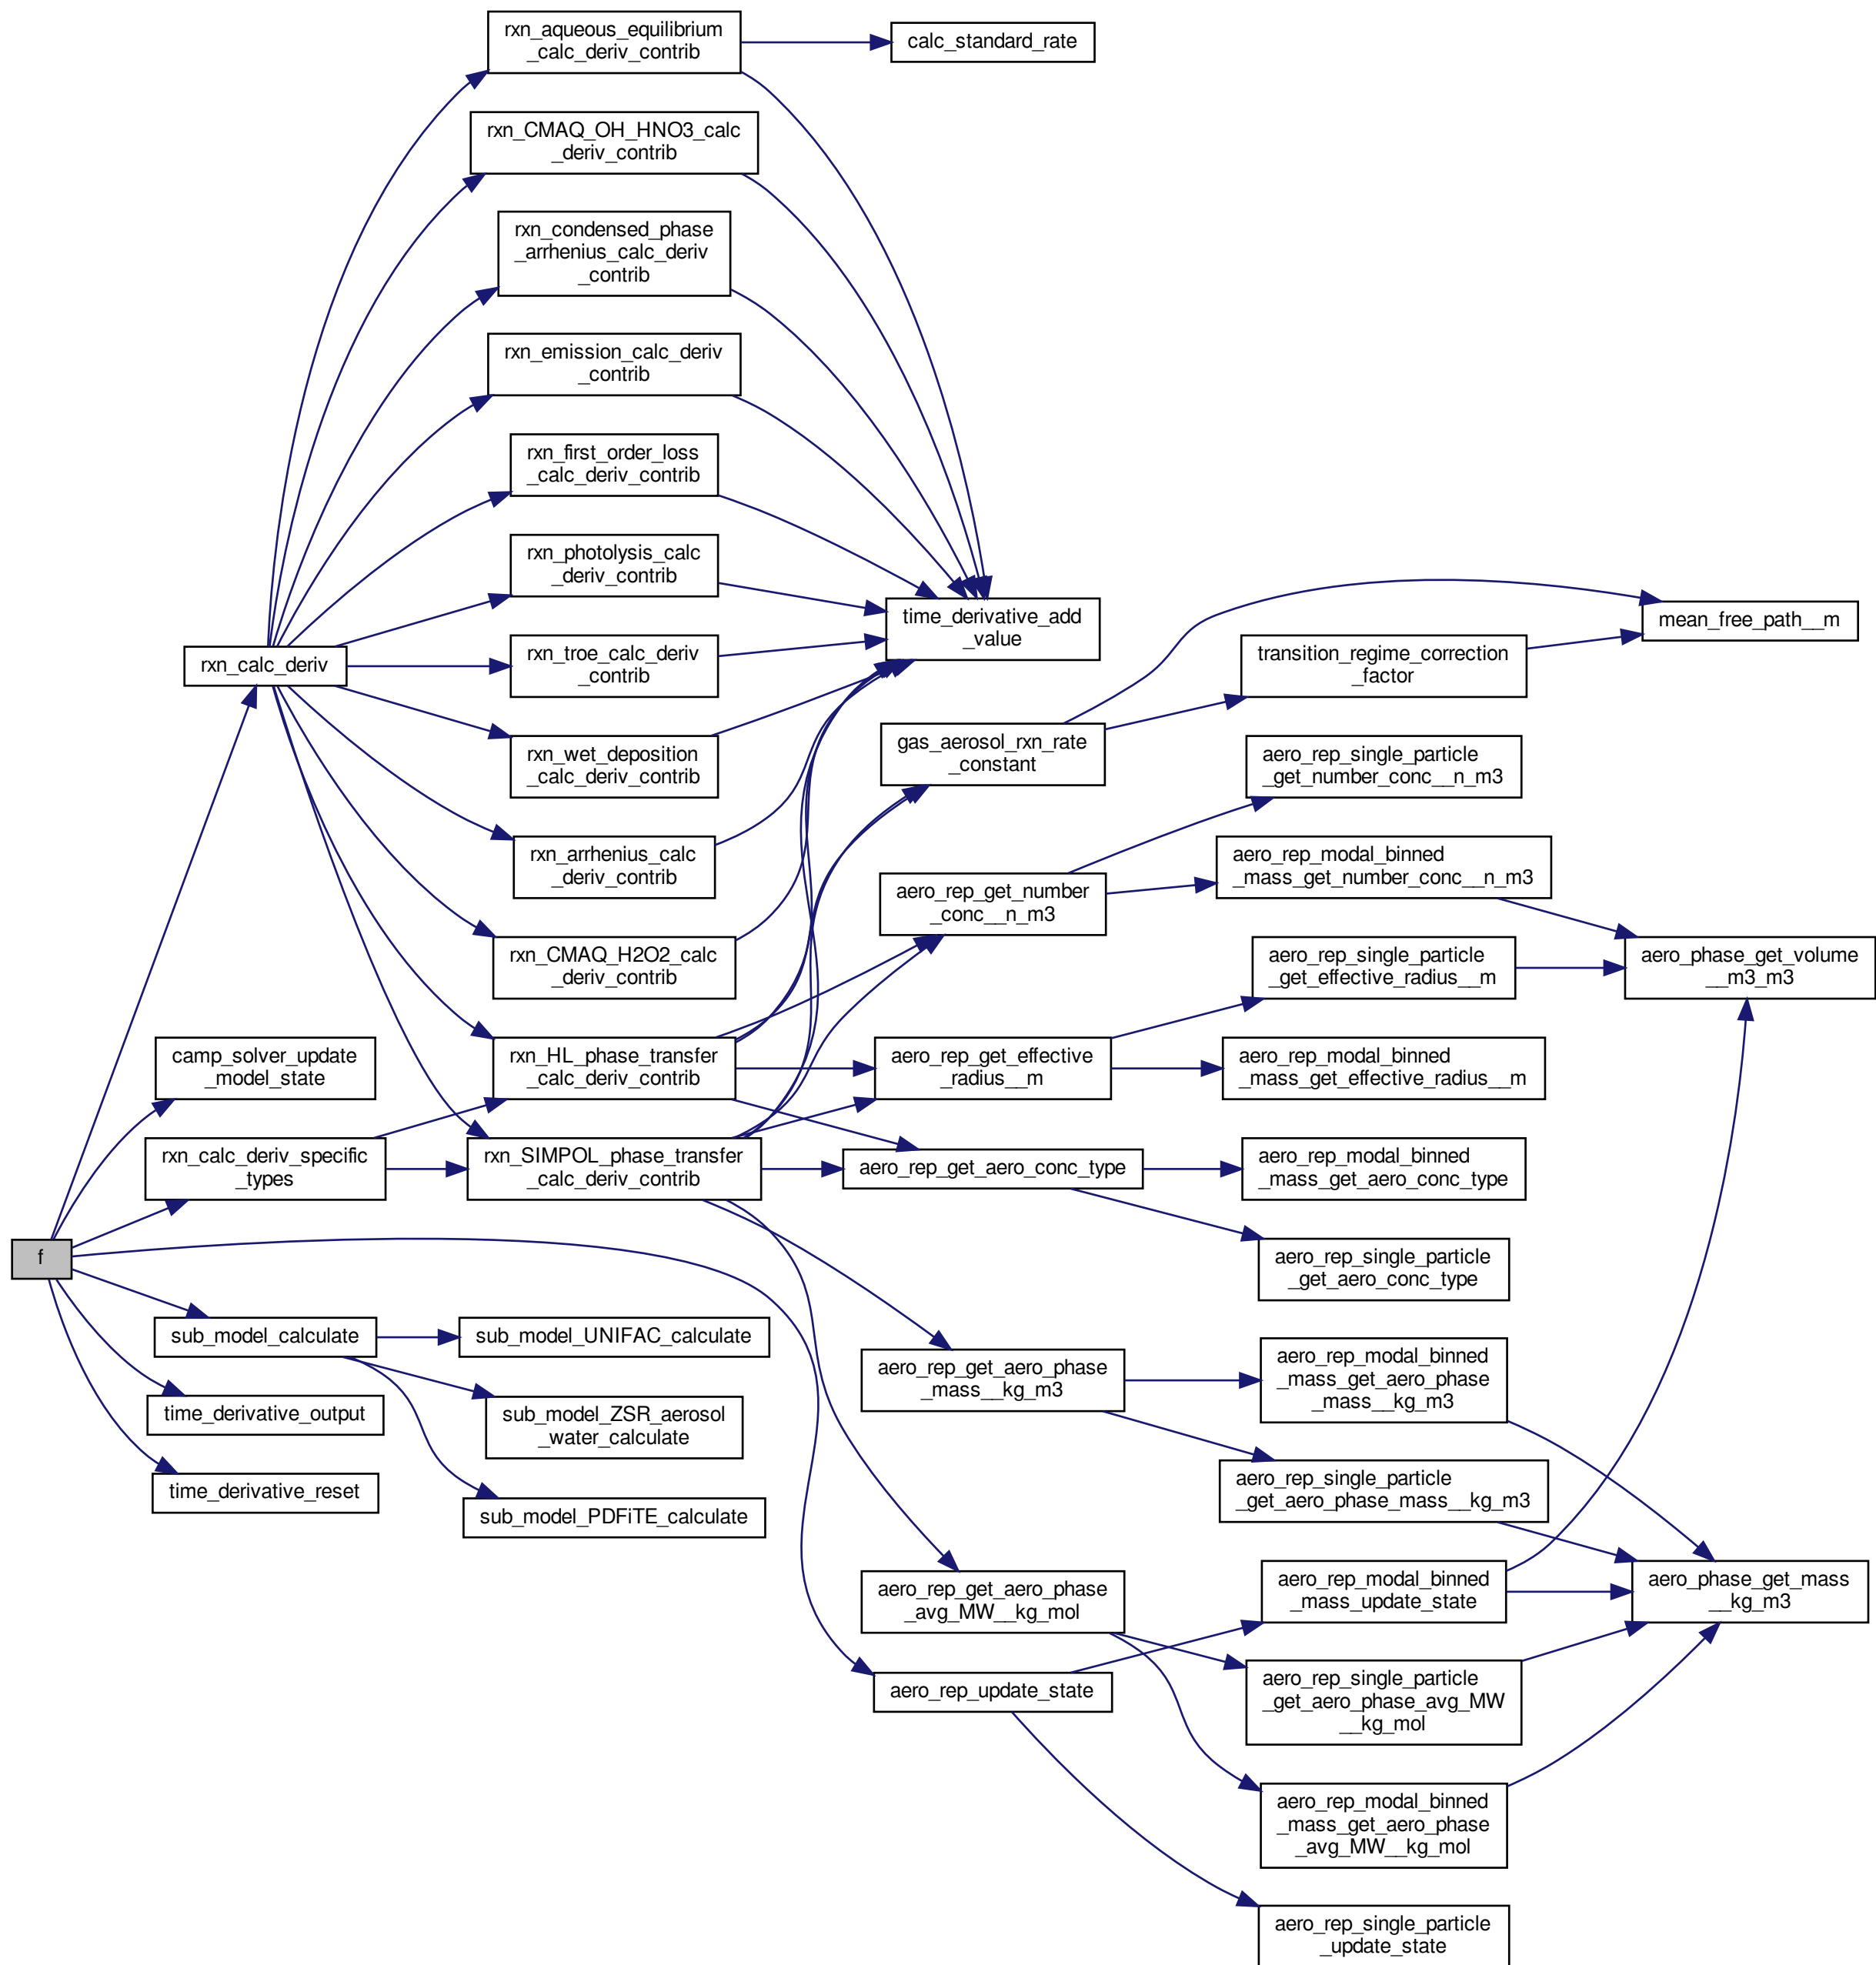 rxn_aqueous_equilibrium
_calc_deriv_contrib
calc_standard_rate
rxn_CMAQ_OH_HNO3_calc
_deriv_contrib
rxn_condensed_phase
_arrhenius_calc_deriv
_contrib
rxn_emission_calc_deriv
_contrib
rxn_first_order_loss
_calc_deriv_contrib
rxn_photolysis_calc
_deriv_contrib
time_derivative_add
_value
mean_free_path__m
rxn_calc_deriv
rxn_troe_calc_deriv
_contrib
transition_regime_correction
_factor
rxn_wet_deposition
_calc_deriv_contrib
gas_aerosol_rxn_rate
_constant
aero_rep_single_particle
_get_number_conc__n_m3
rxn_arrhenius_calc
_deriv_contrib
aero_rep_get_number
_conc__n_m3
aero_rep_modal_binned
_mass_get_number_conc__n_m3
rxn_CMAQ_H2O2_calc
_deriv_contrib
aero_rep_single_particle
_get_effective_radius__m
aero_phase_get_volume
__m3_m3
camp_solver_update
_model_state
rxn_HL_phase_transfer
_calc_deriv_contrib
aero_rep_get_effective
_radius__m
aero_rep_modal_binned
_mass_get_effective_radius__m
rxn_calc_deriv_specific
_types
rxn_SIMPOL_phase_transfer
_calc_deriv_contrib
aero_rep_get_aero_conc_type
aero_rep_modal_binned
_mass_get_aero_conc_type
f
aero_rep_single_particle
_get_aero_conc_type
sub_model_calculate
sub_model_UNIFAC_calculate
aero_rep_get_aero_phase
_mass__kg_m3
aero_rep_modal_binned
_mass_get_aero_phase
_mass__kg_m3
time_derivative_output
sub_model_ZSR_aerosol
_water_calculate
time_derivative_reset
sub_model_PDFiTE_calculate
aero_rep_single_particle
_get_aero_phase_mass__kg_m3
aero_rep_get_aero_phase
_avg_MW__kg_mol
aero_rep_modal_binned
_mass_update_state
aero_phase_get_mass
__kg_m3
aero_rep_update_state
aero_rep_single_particle
_get_aero_phase_avg_MW
__kg_mol
aero_rep_modal_binned
_mass_get_aero_phase
_avg_MW__kg_mol
aero_rep_single_particle
_update_state